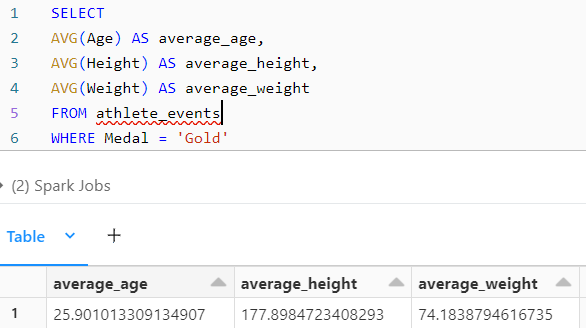 1 SELECT
2 AVG(Age) AS average_age,
3 AVG(Height) AS average_height,
4 AVG(Weight) AS average_weight
5 FROM athlete_events
6 WHERE Medal = 'Gold'
(2) Spark Jobs
Table +
average_age average_height average_weight
1 25.901013309134907 177.8984723408293 74.1838794616735